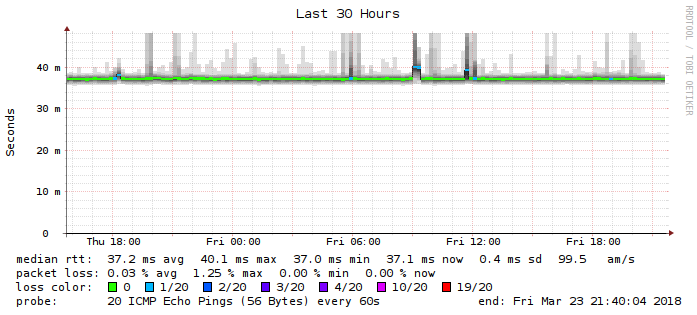 Last 30 Hours
RRDTOOL / TOBI OETIKER
Seconds
40 m
30 m
20 m
10 m
0
Thu 18:00 Fri 00:00 Fri 06:00 Fri 12:00 Fri 18:00
median rtt: 37.2 ms avg 40.1 ms max 37.0 ms min 37.1 ms now 0.4 ms sd 99.5 am/s
packet loss: 0.03 % avg 1.25 % max 0.00 % min 0.00 % now
loss color: 0 1/20 2/20 3/20 4/20 10/20 19/20
probe: 20 ICMP Echo Pings (56 Bytes) every 60s end: Fri Mar 23 21:40:04 2018